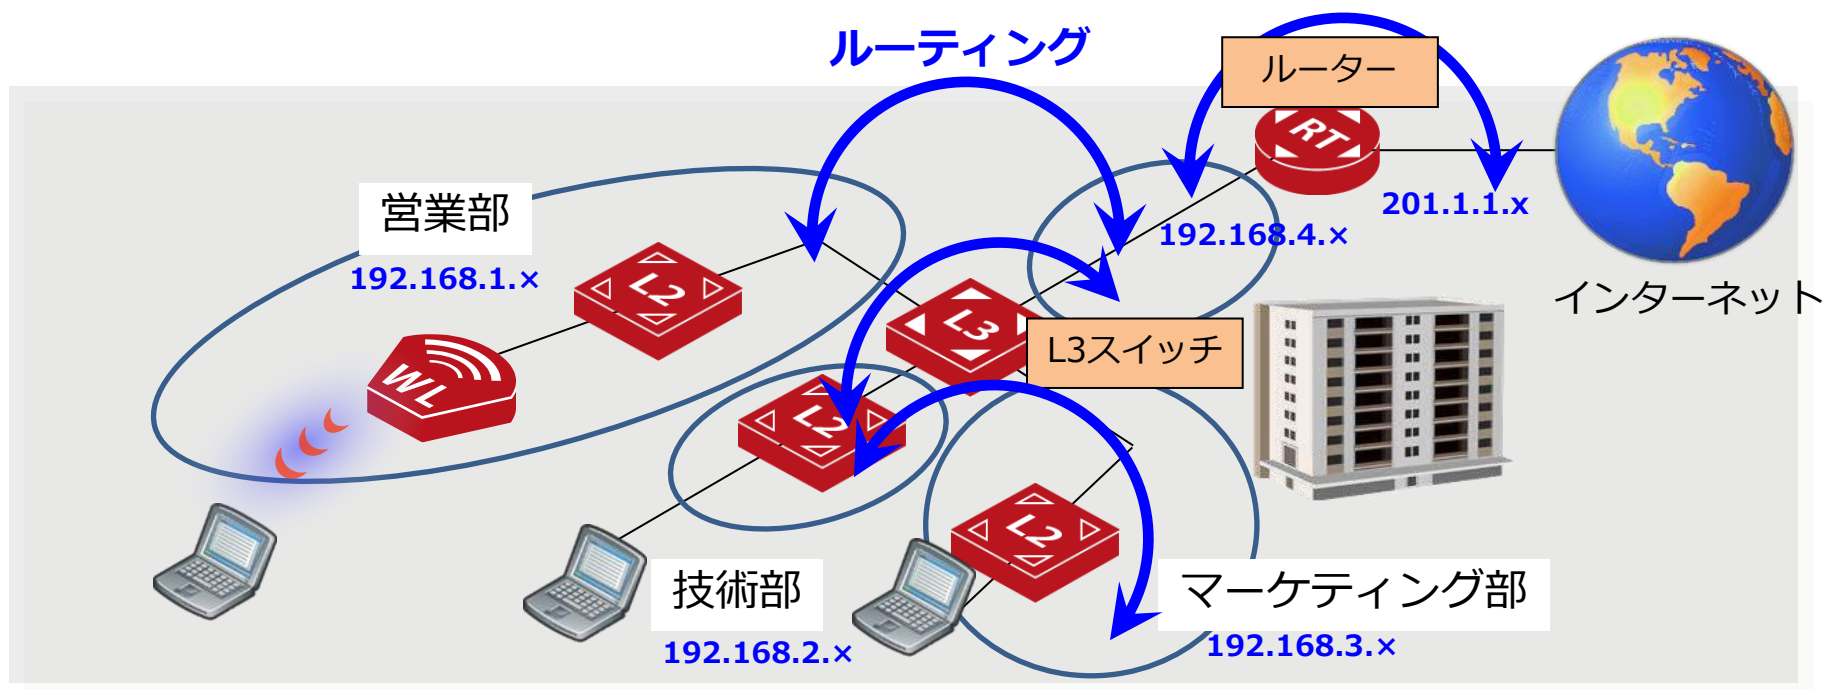 ルーティング
ルーター
RT
201.1.1.x
営業部
192.168.4.×
192.168.1.×
L2
インターネット
L3
L3スイッチ
WL
L2
L2
技術部
マーケティング部
192.168.2.×
192.168.3.×